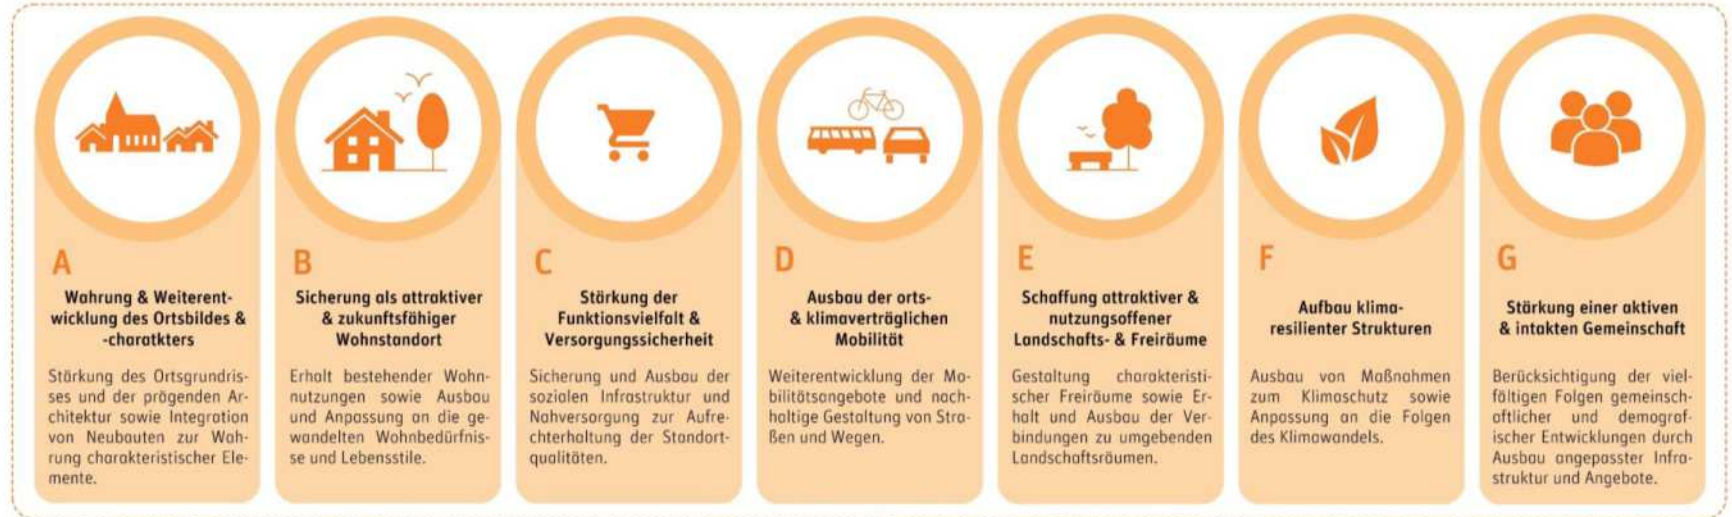 A
Wahrung & Weiterent-
wicklung des Ortsbildes &
-charatkters
Stärkung des Ortsgrundris-
ses und der prägenden Ar-
chitektur sowie Integration
von Neubauten zur Wah-
rung charakteristischer Ele-
mente.
B
Sicherung als attraktiver
& zukunftsfähiger
Wohnstandort
Erhalt bestehender Wohn-
nutzungen sowie Ausbau
und Anpassung an die ge-
wandelten Wohnbedürfnis-
se und Lebensstile.
C
Stärkung der
Funktionsvielfalt &
Versorgungssicherheit
Sicherung und Ausbau der
sozialen Infrastruktur und
Nahversorgung zur Aufre-
chterhaltung der Standort-
qualitäten.
D
Ausbau der orts-
& klimaverträglichen
Mobilität
Weiterentwicklung der Mo-
bilitätsangebote und nach-
haltige Gestaltung von Stra-
ßen und Wegen.
E
Schaffung attraktiver &
nutzungsoffener
Landschafts- & Freiräume
Gestaltung charakteristi-
scher Freiräume sowie Er-
halt und Ausbau der Ver-
bindungen zu umgebenden
Landschaftsräumen.
F
Aufbau klima-
resilienter Strukturen
Ausbau von Maßnahmen
zum Klimaschutz sowie
Anpassung an die Folgen
des Klimawandels.
G
Stärkung einer aktiven
& intakten Gemeinschaft
Berücksichtigung der viel-
fältigen Folgen gemeinsch-
aftlicher und demograf-
ischer Entwicklungen durch
Ausbau angepasster Infra-
struktur und Angebote.